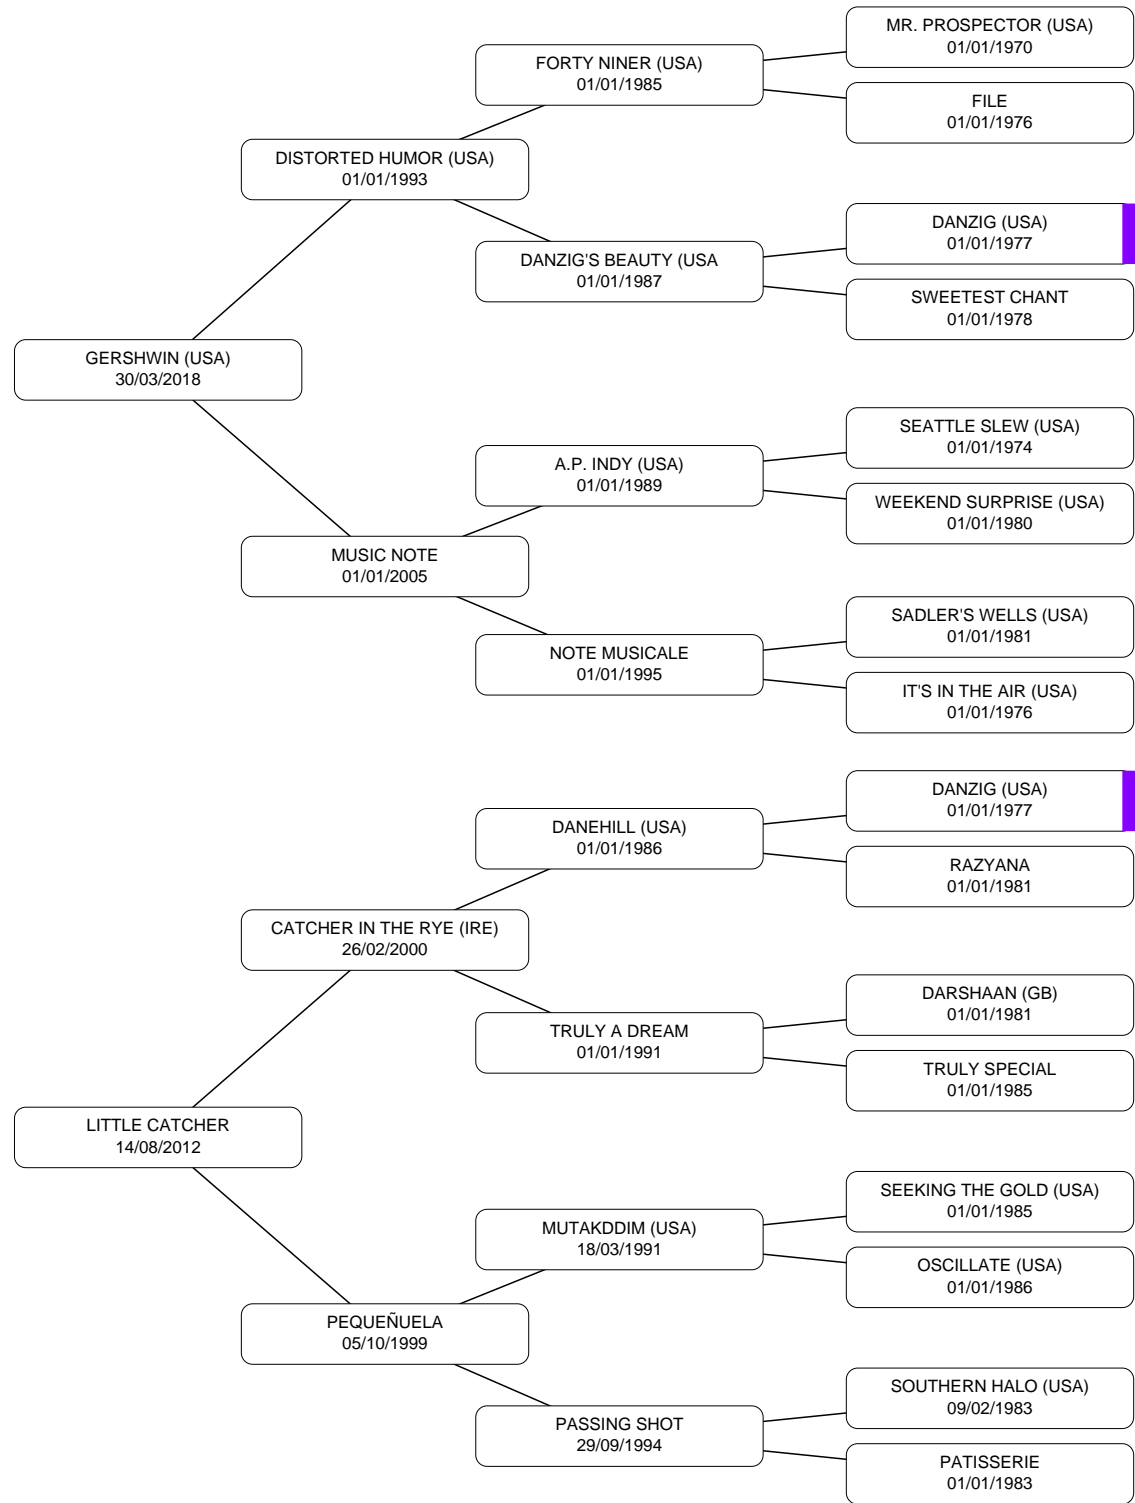 MR. PROSPECTOR (USA)
01/01/1970
FORTY NINER (USA)
01/01/1985
FILE
01/01/1976
DISTORTED HUMOR (USA)
01/01/1993
DANZIG (USA)
01/01/1977
DANZIG'S BEAUTY (USA
01/01/1987
SWEETEST CHANT
01/01/1978
GERSHWIN (USA)
30/03/2018
SEATTLE SLEW (USA)
01/01/1974
A.P. INDY (USA)
01/01/1989
WEEKEND SURPRISE (USA)
01/01/1980
MUSIC NOTE
01/01/2005
SADLER'S WELLS (USA)
01/01/1981
NOTE MUSICALE
01/01/1995
IT'S IN THE AIR (USA)
01/01/1976
DANZIG (USA)
01/01/1977
DANEHILL (USA)
01/01/1986
RAZYANA
01/01/1981
CATCHER IN THE RYE (IRE)
26/02/2000
DARSHAAN (GB)
01/01/1981
TRULY A DREAM
01/01/1991
TRULY SPECIAL
01/01/1985
LITTLE CATCHER
14/08/2012
SEEKING THE GOLD (USA)
01/01/1985
MUTAKDDIM (USA)
18/03/1991
OSCILLATE (USA)
01/01/1986
PEQUEÑUELA
05/10/1999
SOUTHERN HALO (USA)
09/02/1983
PASSING SHOT
29/09/1994
PATISSERIE
01/01/1983